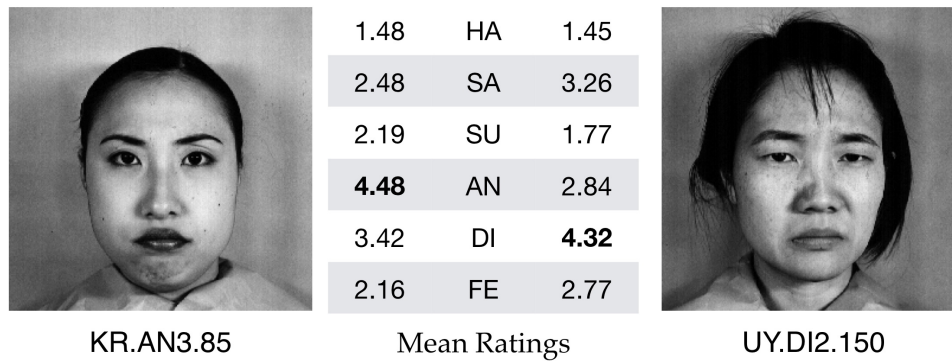 1.48 HA 1.45
2.48 SA 3.26
2.19 SU 1.77
4.48 AN 2.84
3.42 DI 4.32
2.16 FE 2.77
KR.AN3.85 Mean Ratings UY.DI2.150